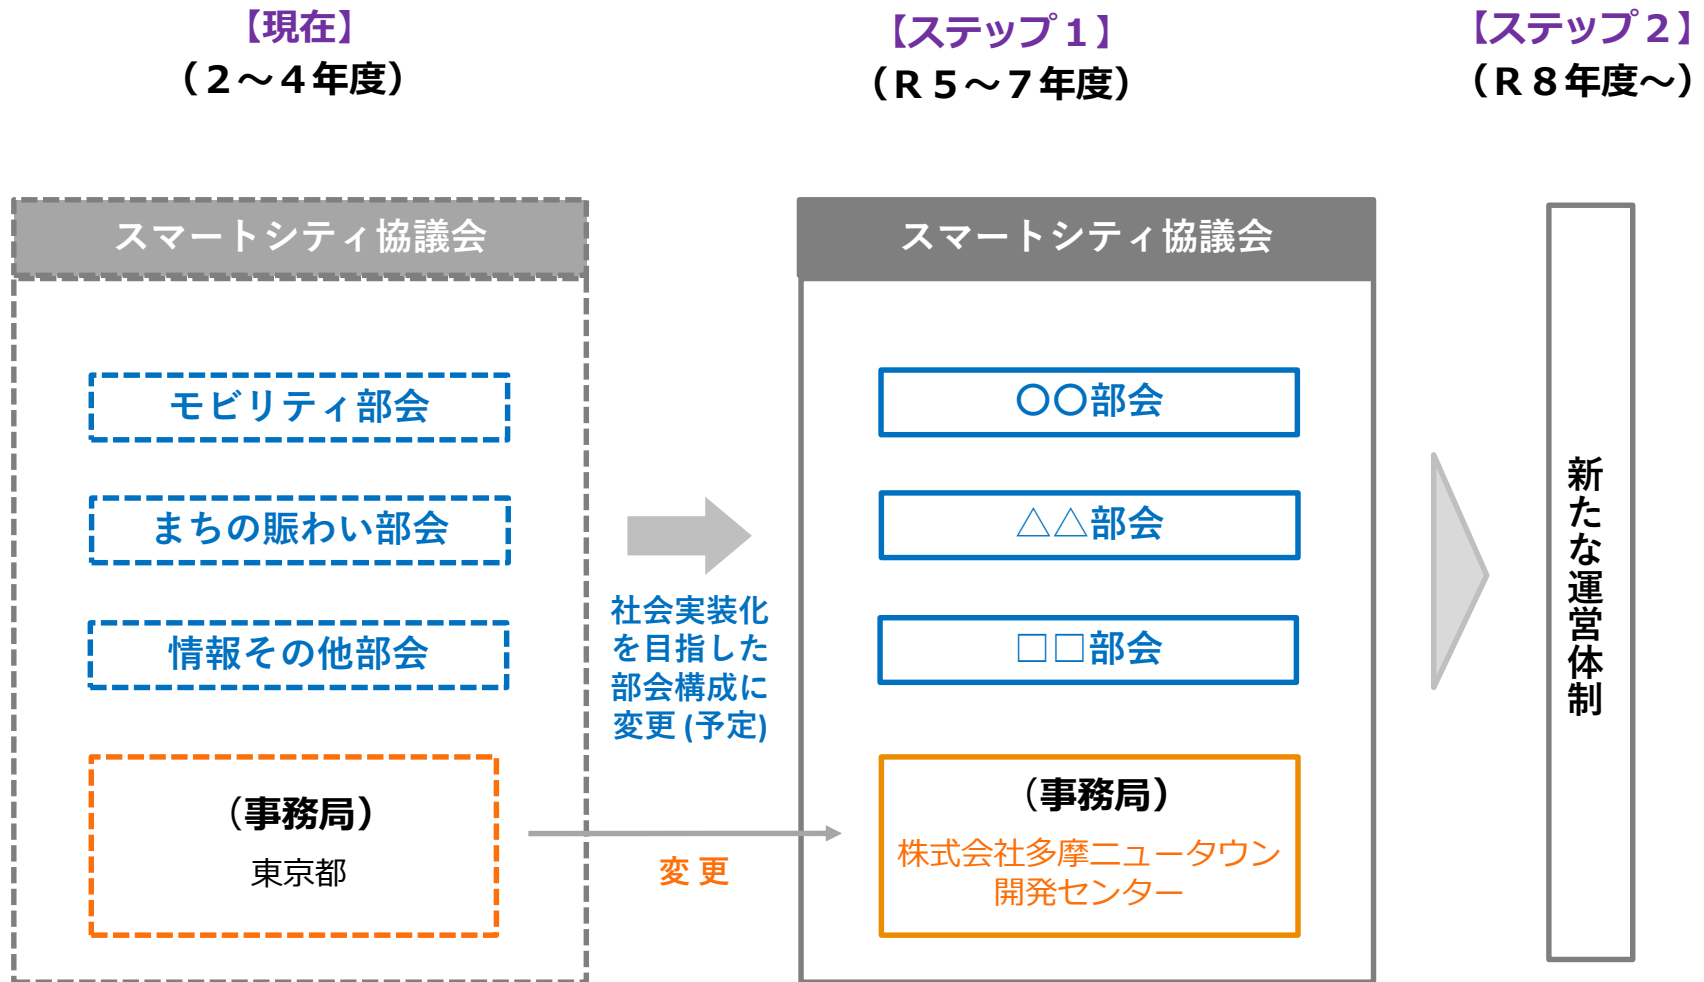 【現在】
（２～４年度）
【ステップ１】
（Ｒ５～７年度）
【ステップ２】
（Ｒ８年度～）
スマートシティ協議会
モビリティ部会
まちの賑わい部会
情報その他部会
（事務局）
東京都
社会実装化
を目指した
部会構成に
変更(予定)
変 更
スマートシティ協議会
〇〇部会
△△部会
□□部会
（事務局）
株式会社多摩ニュータウン
開発センター
新たな運営体制